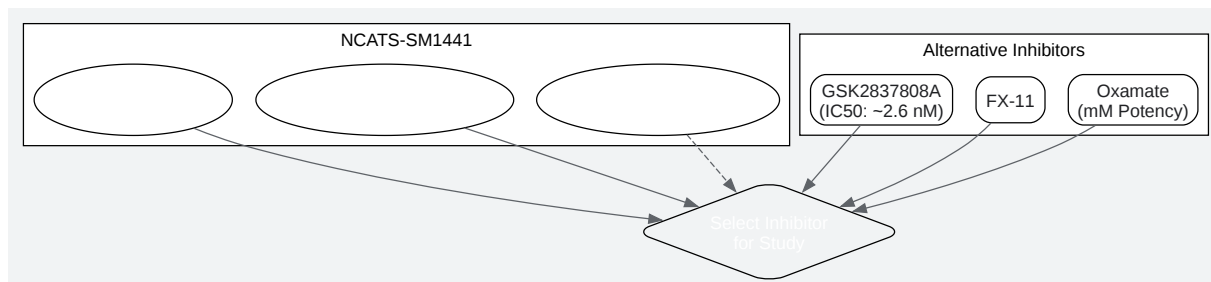 NCATS-SM1441
Alternative Inhibitors
GSK2837808A
(IC50: ~2.6 nM)
FX-11
Oxamate
(mM Potency)
Select Inhibitor
for Study